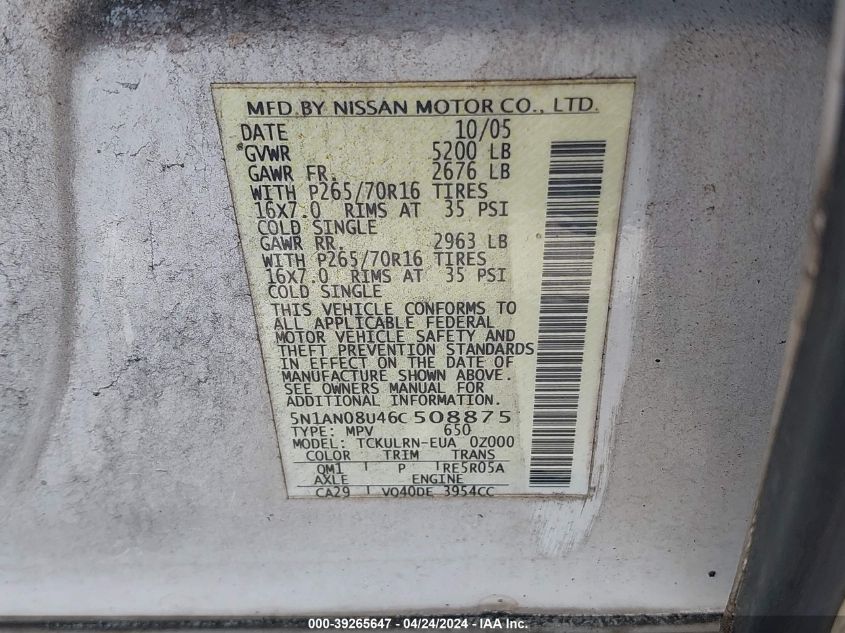 MFD BY NISSAN MOTOR CO., LTD.
DATE 10/05
GVWR 5200 LB
GAWR FR. 2676 LB
WITH P265/70R16 TIRES
16X7.0 RIMS AT 35 PSI
COLD SINGLE
GAWR RR. 2963 LB
WITH P265/70R16 TIRES
16X7.0 RIMS AT 35 PSI
COLD SINGLE
THIS VEHICLE CONFORMS TO
ALL APPLICABLE FEDERAL
MOTOR VEHICLE SAFETY AND
THEFT PREVENTION STANDARDS
IN EFFECT ON THE DATE OF
MANUFACTURE SHOWN ABOVE.
SEE OWNERS MANUAL FOR
ADDITIONAL INFORMATION.
5N1AN08U46C508875
TYPE: MPV 650
MODEL: TCKULRN-EUA 0Z000
COLOR TRIM TRANS
QM1 P RE5R05A
AXLE ENGINE
CA29 VQ40DE 3954CC
000-39265647 - 04/24/2024 - IAA Inc.